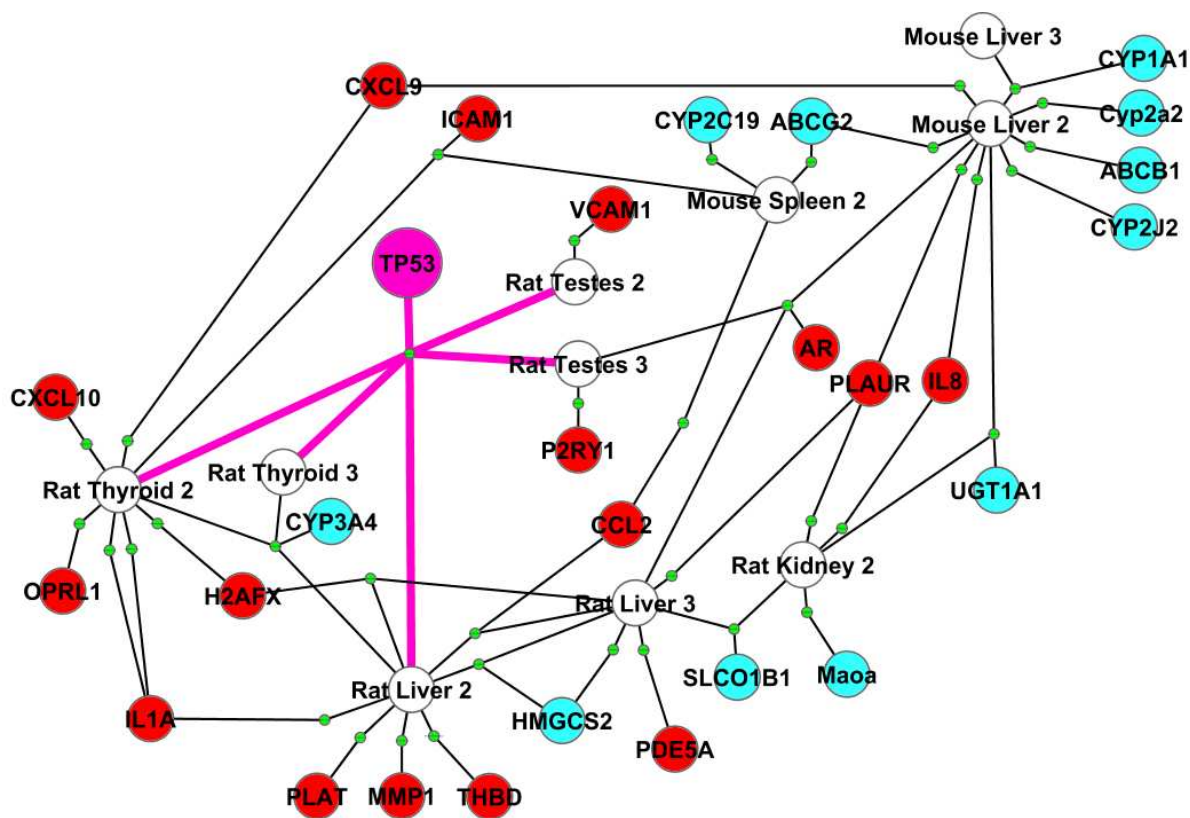 Mouse Liver 3
CYP1A1
CXCL9
Cyp2a2
ICAM1
CYP2C19
ABCG2
Mouse Liver 2
ABCB1
Mouse Spleen 2
VCAM1
CYP2J2
TP53
Rat Testes 2
AR
Rat Testes 3
PLAUR
IL8
CXCL10
P2RY1
Rat Thyroid 3
Rat Thyroid 2
UGT1A1
CYP3A4
CCL2
Rat Kidney 2
OPRL1
H2AFX
Rat Liver 3
SLCO1B1
Maoa
Rat Liver 2
IL1A
HMGCS2
PDE5A
PLAT
MMP1
THBD